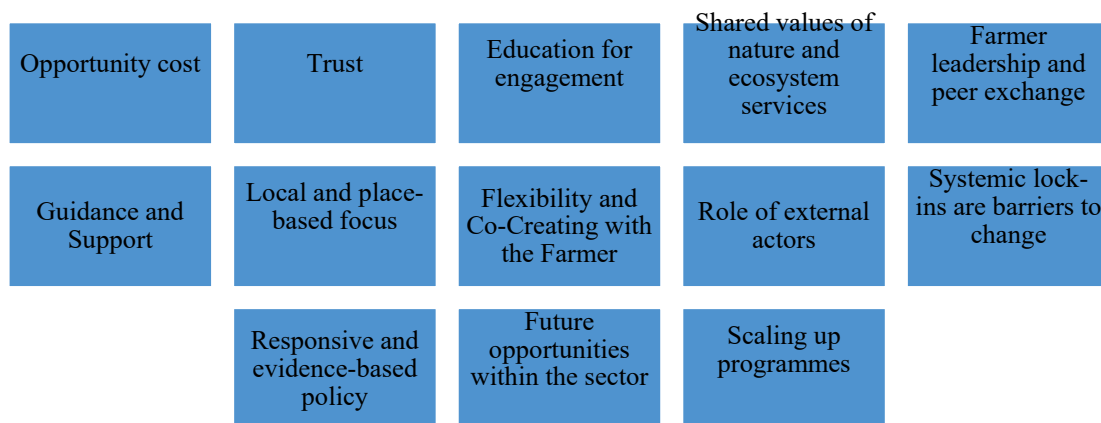 Opportunity cost
Trust
Education for
engagement
Shared values of
nature and
ecosystem
services
Farmer
leadership and
peer exchange
Guidance and
Support
Local and place-
based focus
Flexibility and
Co-Creating with
the Farmer
Role of external
actors
Systemic lock-
ins are barriers to
change
Responsive and
evidence-based
policy
Future
opportunities
within the sector
Scaling up
programmes